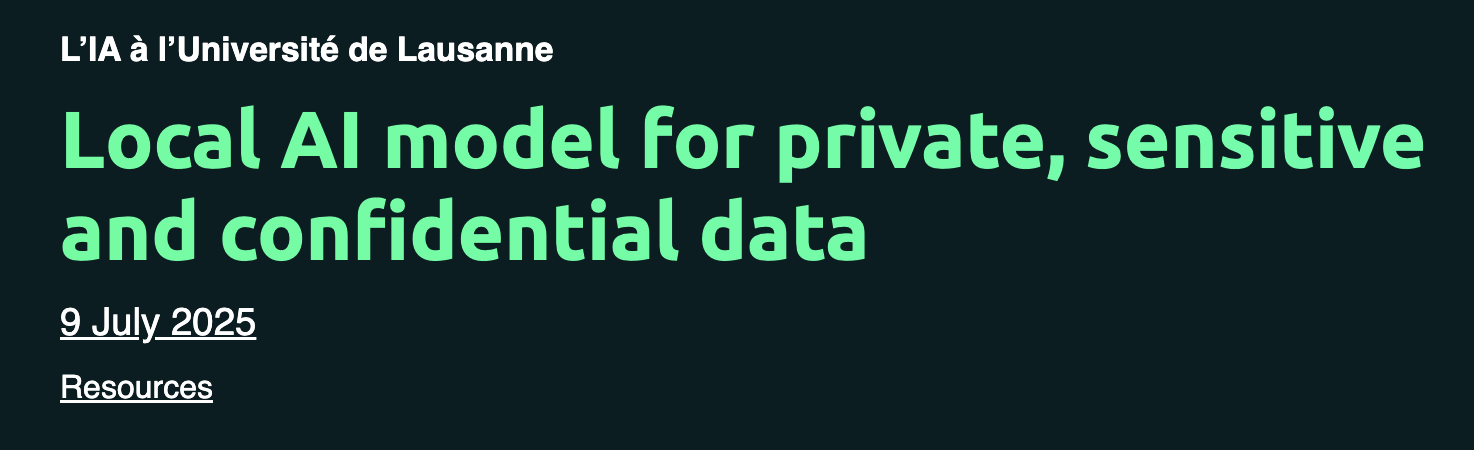 L’IA à l’Université de Lausanne
Local AI model for private, sensitive
and confidential data
9 July 2025
Resources